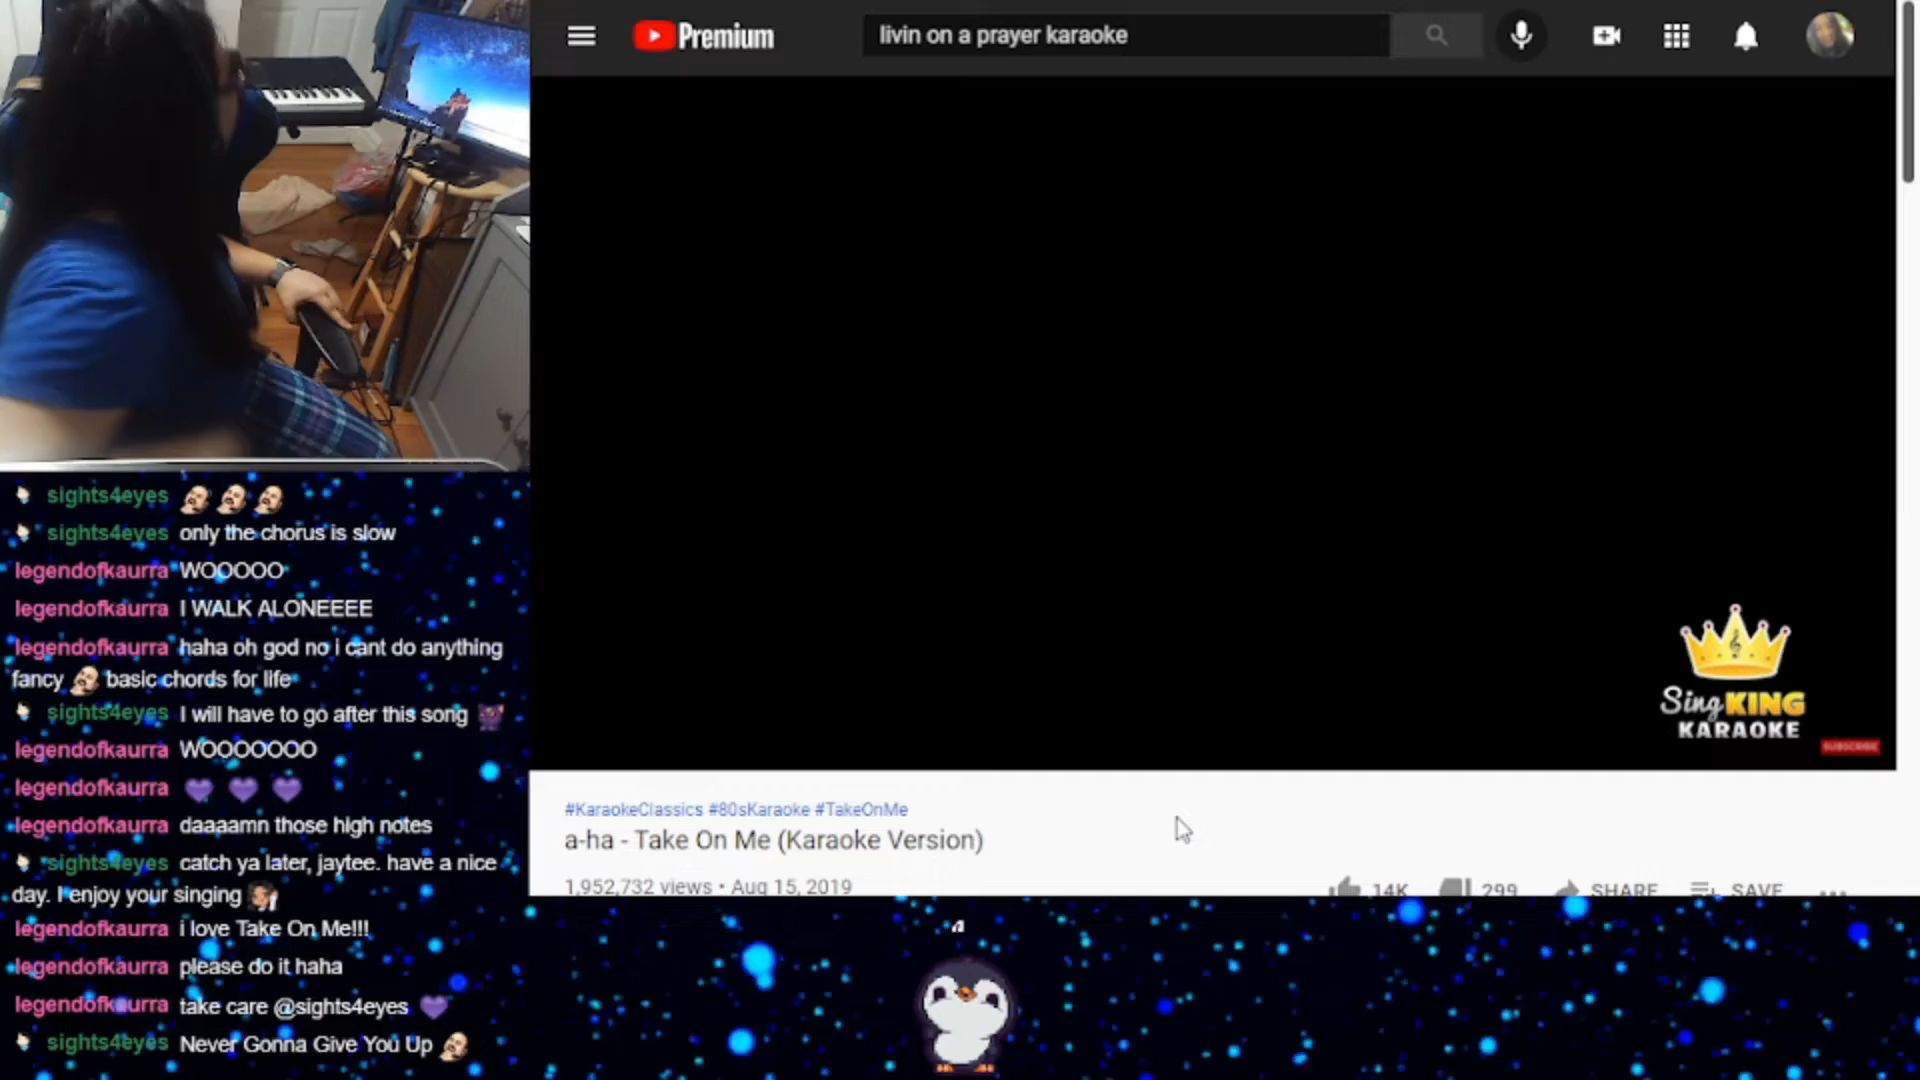 Premium
livin on a prayer karaoke
Sing KING
KARAOKE
SUBSCRIBE
#KaraokeClassics #80sKaraoke #TakeOnMe
a-ha - Take On Me (Karaoke Version)
1,952,732 views • Aug 15, 2019
14K
299
SHARE
SAVE
sights4eyes
sights4eyes only the chorus is slow
legendofkaurra WOOOOO
legendofkaurra I WALK ALONEEEE
legendofkaurra haha oh god no i cant do anything
fancy basic chords for life
sights4eyes I will have to go after this song
legendofkaurra WOOOOOOO
legendofkaurra
legendofkaurra daaaamn those high notes
sights4eyes catch ya later, jaytee. have a nice
day. I enjoy your singing
legendofkaurra i love Take On Me!!!
legendofkaurra please do it haha
legendofkaurra take care @sights4eyes
sights4eyes Never Gonna Give You Up